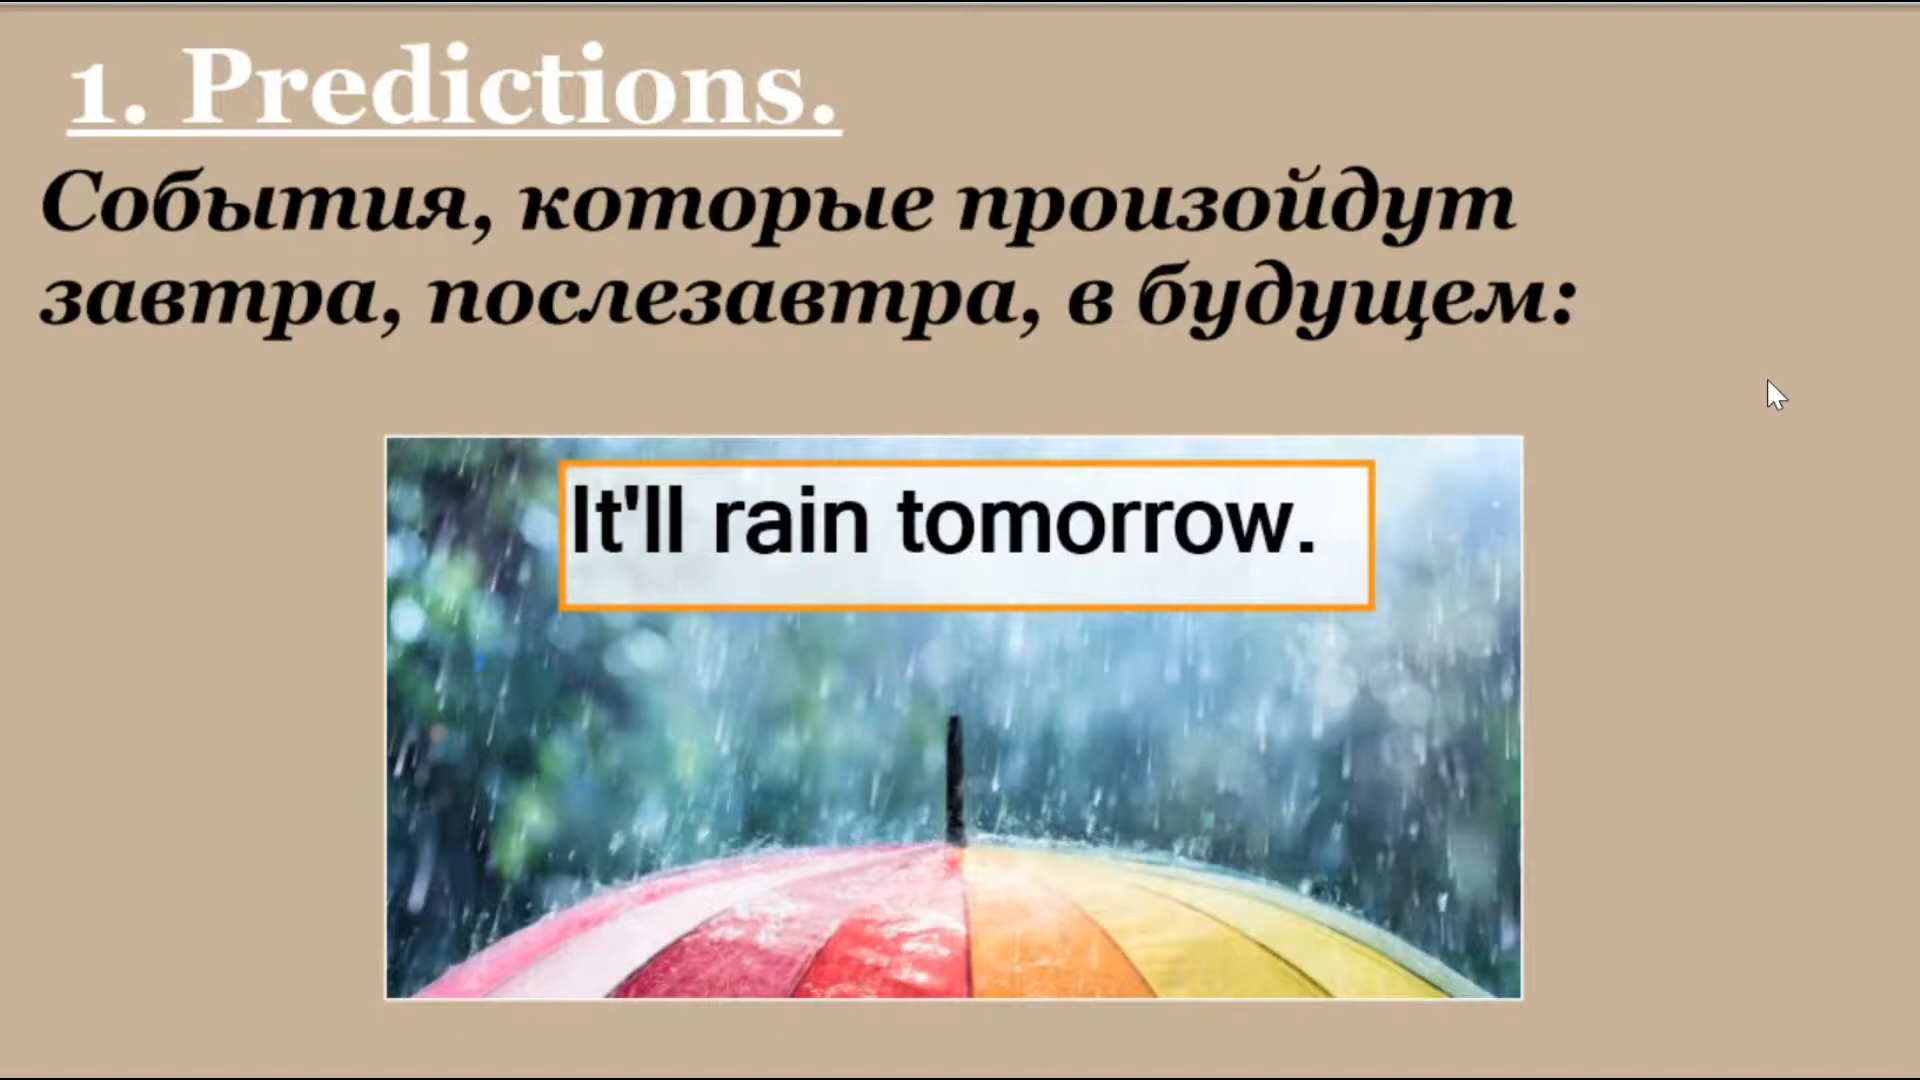 1. Predictions.
События, которые произойдут
завтра, послезавтра, в будущем:
It'll rain tomorrow.